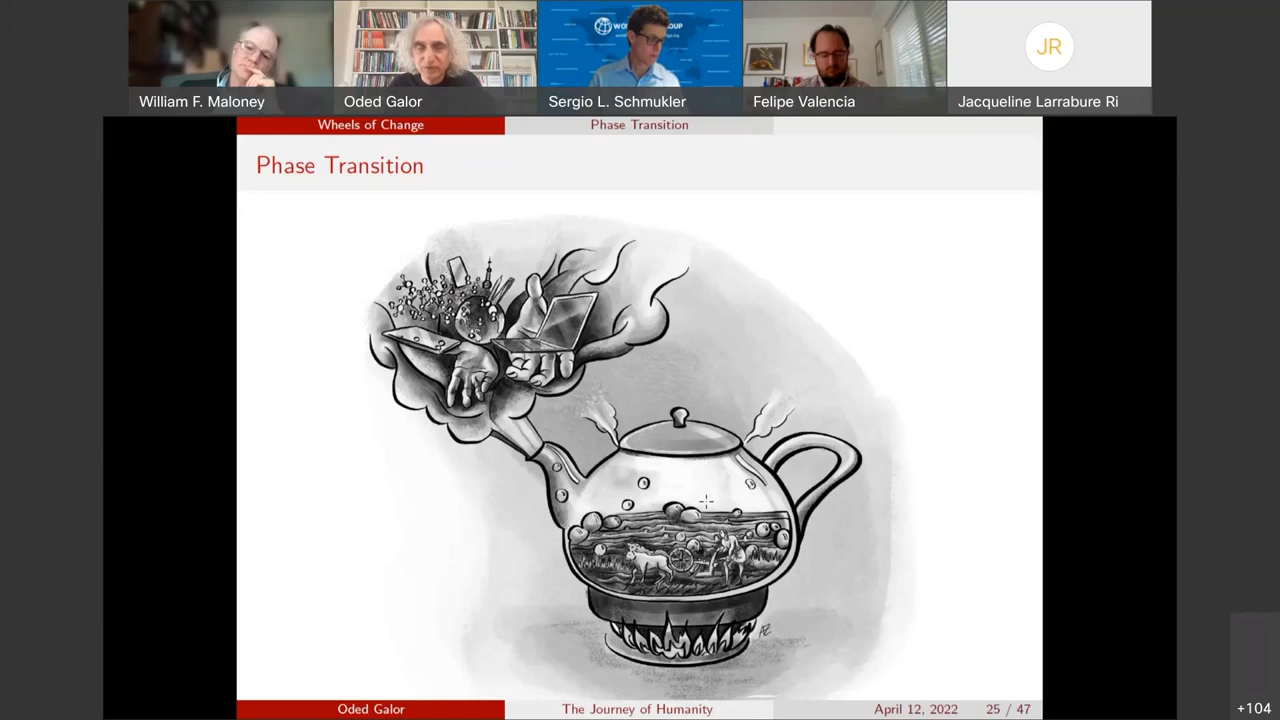 WILLIAM F. Maloney
Oded Galor
Sergio L. Schmukler
Felipe Valencia
JR
Jacqueline Larrabure Ri
Wheels of Change
Phase Transition
Phase Transition
Oded Galor
The Journey of Humanity
April 12, 2022
25 / 47
+104